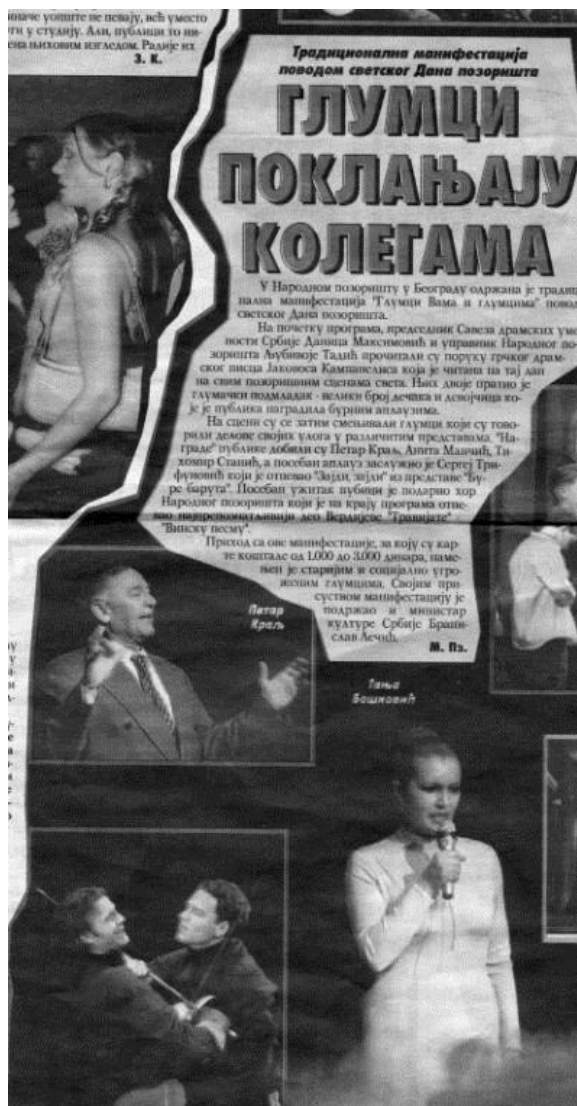 иначе уопште не певају, већ уместо
у студију. Али, публици то ни-
њиховим изгледом. Радије их
З. К.
Традиционална манифестација
поводом светског Дана позоришта
ГЛУМЦИ
ПОКЛАЊАЈУ
КОЛЕГАМА
У Народном позоришту у Београду одржана је традици
нална манифестација "Глумци Вама и глумцима" повод
светског Дана позоришта.
На почетку програма, председник Савеза драмских уме
ности Србије Даница Максимовић и управник Народног по-
зоришта Љубивоје Тадић прочитали су поруку грчког драм-
ског писца Јаковоса Кампанелиса која је читана на тај дан
на свим позоришним сценама света. Њих двоје пратио је
глумачки подмладак - велики број дечака и девојчица ко-
је је публика наградила бурним аплаузима.
На сцени су се затим смењивали глумци који су гово-
рили делове својих улога у различитим представама. "На-
граде" публике добили су Петар Краљ, Анита Манчић, Ти-
хомир Станић, а посебан аплауз заслужио је Сергеј Три-
фуновић који је отпевао "Зајди, зајди" из представе "Бу-
ре барута". Посебан ужитак публици је подарио хор
Народног позоришта који је на крају програма отпе-
вао најпрепознатљивији део Вердијеве "Травијате" -
"Винску песму".
Приход са ове манифестације, за коју су кар-
те коштале од 1.000 до 3.000 динара, наме-
њен је старијим и социјално угро-
женим глумцима. Својим при-
суством манифестацију је
подржао и министар
културе Србије Брани-
слав Лечић.
М. Пз.
Петар
Краљ
Тања
Бошковић